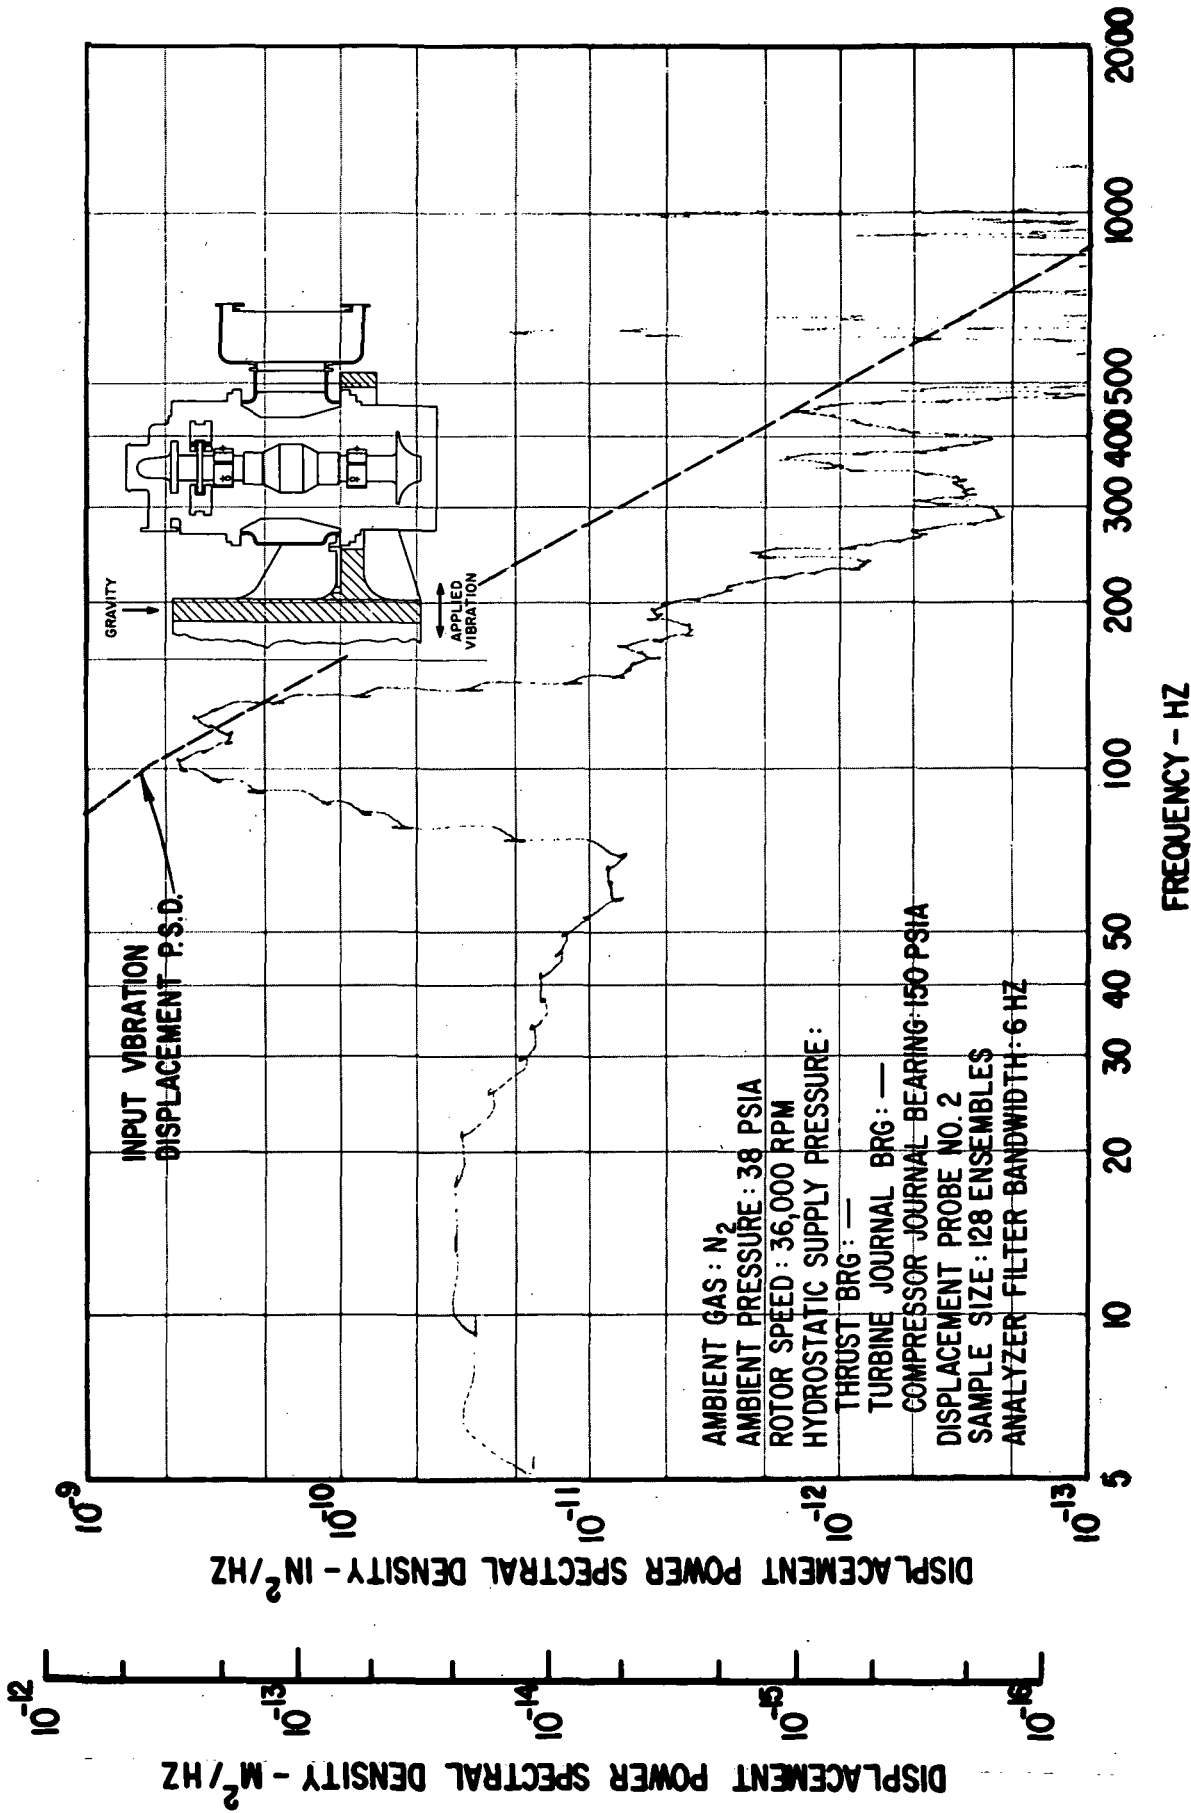 DISPLACEMENT POWER SPECTRAL DENSITY - M²/HZ
10⁻¹²
10⁻¹³
10⁻¹⁴
10⁻¹⁵
10⁻¹⁶
DISPLACEMENT POWER SPECTRAL DENSITY - IN²/HZ
10⁻⁹
10⁻¹⁰
10⁻¹¹
10⁻¹²
10⁻¹³
INPUT VIBRATION
DISPLACEMENT P.S.D.
GRAVITY
APPLIED
VIBRATION
AMBIENT GAS: N₂
AMBIENT PRESSURE: 38 PSIA
ROTOR SPEED: 36,000 RPM
HYDROSTATIC SUPPLY PRESSURE:
THRUST BRG: —
TURBINE JOURNAL BRG: —
COMPRESSOR JOURNAL BEARING: 150 PSIA
DISPLACEMENT PROBE NO. 2
SAMPLE SIZE: 128 ENSEMBLES
ANALYZER FILTER BANDWIDTH: 6 HZ
5 10 20 30 40 50 100 200 300 400 500 1000 2000
FREQUENCY - HZ